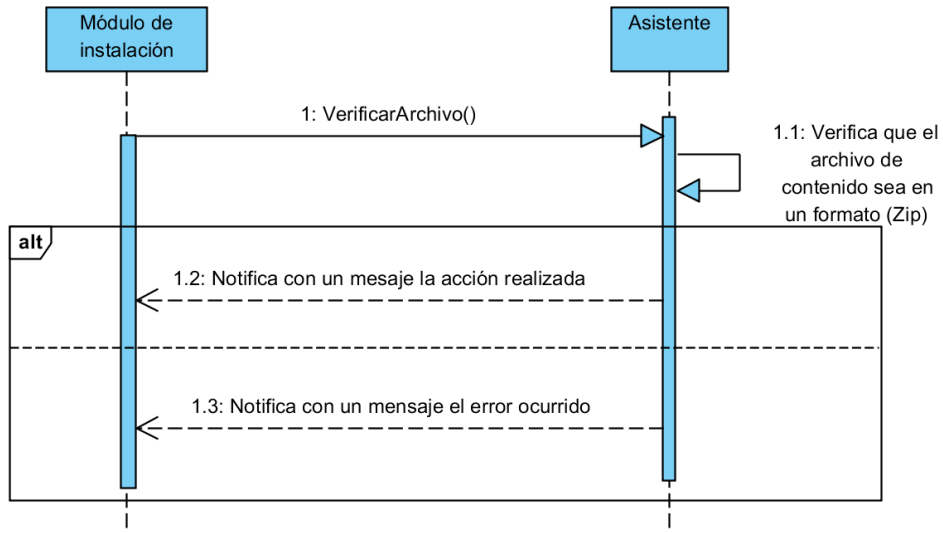 Módulo de
instalación
Asistente
1: VerificarArchivo()
1.1: Verifica que el
archivo de
contenido sea en
un formato (Zip)
alt
1.2: Notifica con un mesaje la acción realizada
1.3: Notifica con un mensaje el error ocurrido